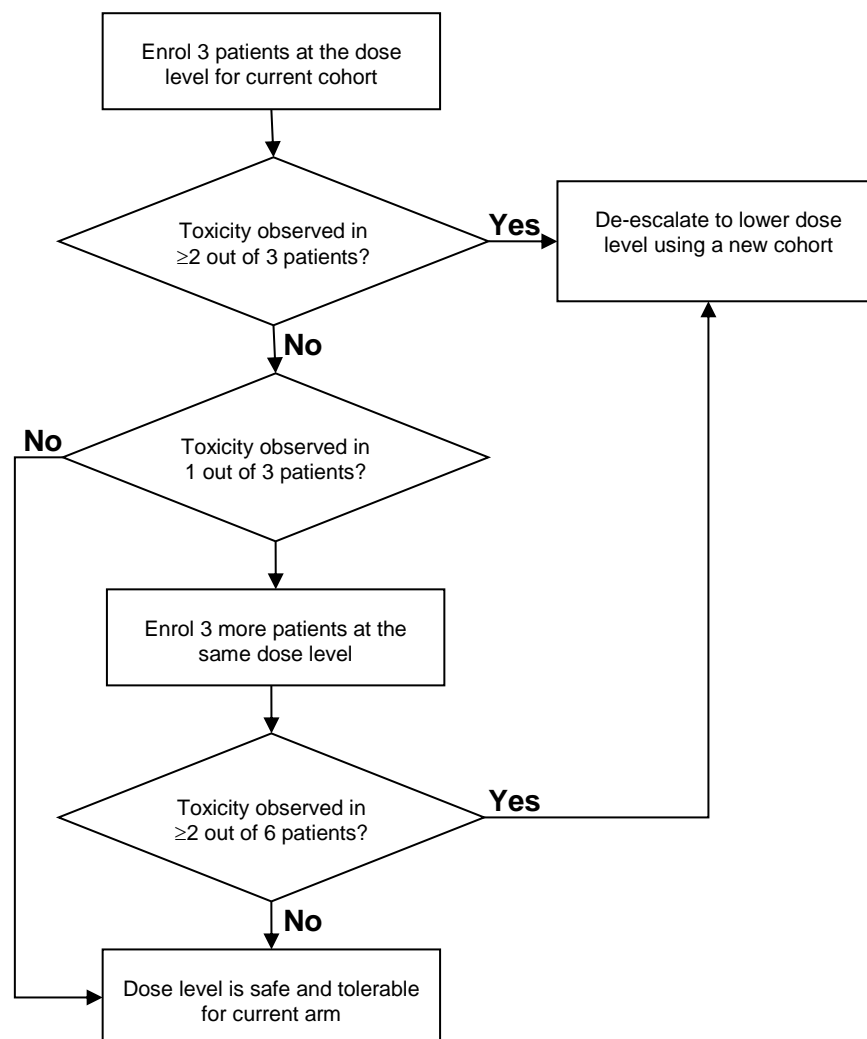 Enrol 3 patients at the dose
level for current cohort
Toxicity observed in
≥2 out of 3 patients?
Yes
De-escalate to lower dose
level using a new cohort
No
Toxicity observed in
1 out of 3 patients?
No
Enrol 3 more patients at the
same dose level
Toxicity observed in
≥2 out of 6 patients?
Yes
No
Dose level is safe and tolerable
for current arm